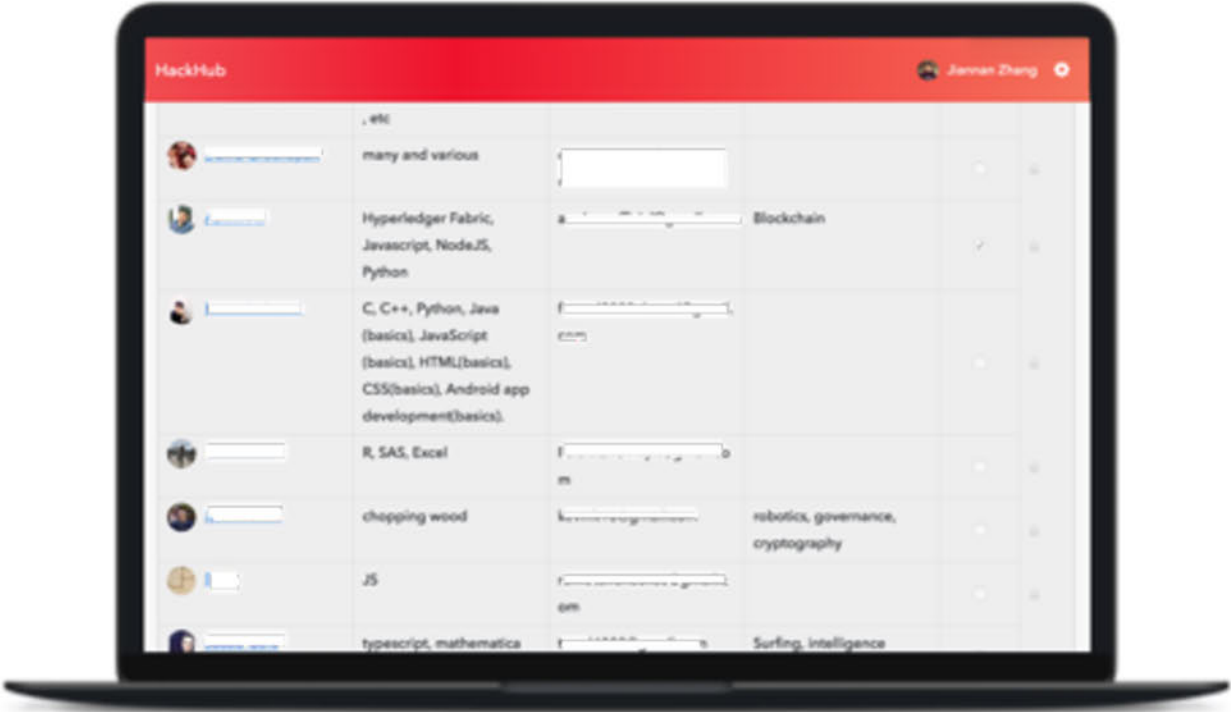 HackHub
Jiannan Zhang
, etc
many and various
Hyperledger Fabric,
Javascript, NodeJS,
Python
a
Blockchain
C, C++, Python, Java
(basics), JavaScript
(basics), HTML(basics),
CSS(basics), Android app
development(basics).
f
com
R, SAS, Excel
o
m
chopping wood
robotics, governance,
cryptography
JS
om
typescript, mathematica
Surfing, intelligence